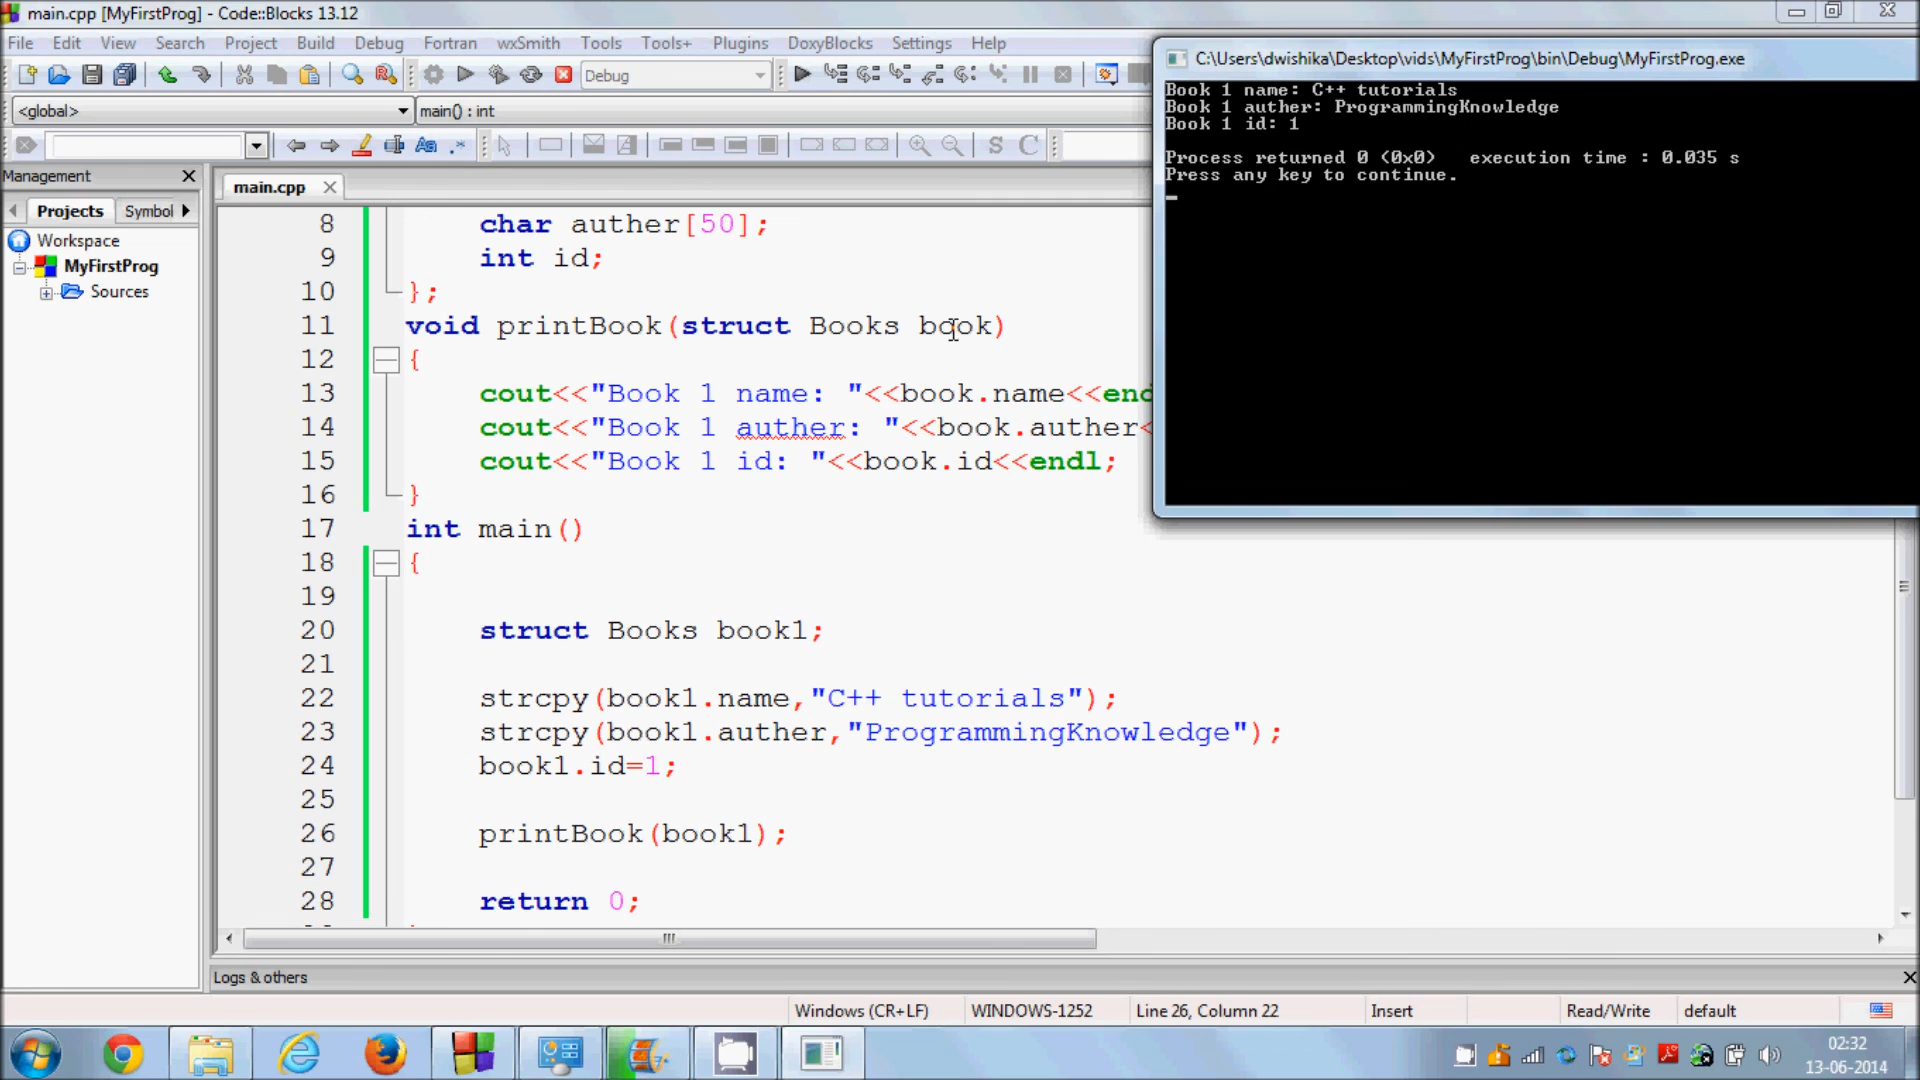 main.cpp [MyFirstProg] - Code::Blocks 13.12
File Edit View Search Project Build Debug Fortran wxSmith Tools Tools+ Plugins DoxyBlocks Settings Help
Debug
<global>
main() : int
Management
Projects
Symbol
Workspace
MyFirstProg
Sources
main.cpp
8 char auther[50];
9 int id;
10 };
11 void printBook(struct Books book)
12 {
13 cout<<"Book 1 name: "<<book.name<<end
14 cout<<"Book 1 auther: "<<book.auther<
15 cout<<"Book 1 id: "<<book.id<<endl;
16 }
17 int main()
18 {
19
20 struct Books book1;
21
22 strcpy(book1.name,"C++ tutorials");
23 strcpy(book1.auther,"ProgrammingKnowledge");
24 book1.id=1;
25
26 printBook(book1);
27
28 return 0;
C:\Users\dwishika\Desktop\vids\MyFirstProg\bin\Debug\MyFirstProg.exe
Book 1 name: C++ tutorials
Book 1 auther: ProgrammingKnowledge
Book 1 id: 1
Process returned 0 (0x0) execution time : 0.035 s
Press any key to continue.
Logs & others
Windows (CR+LF) WINDOWS-1252 Line 26, Column 22 Insert Read/Write default
02:32
13-06-2014